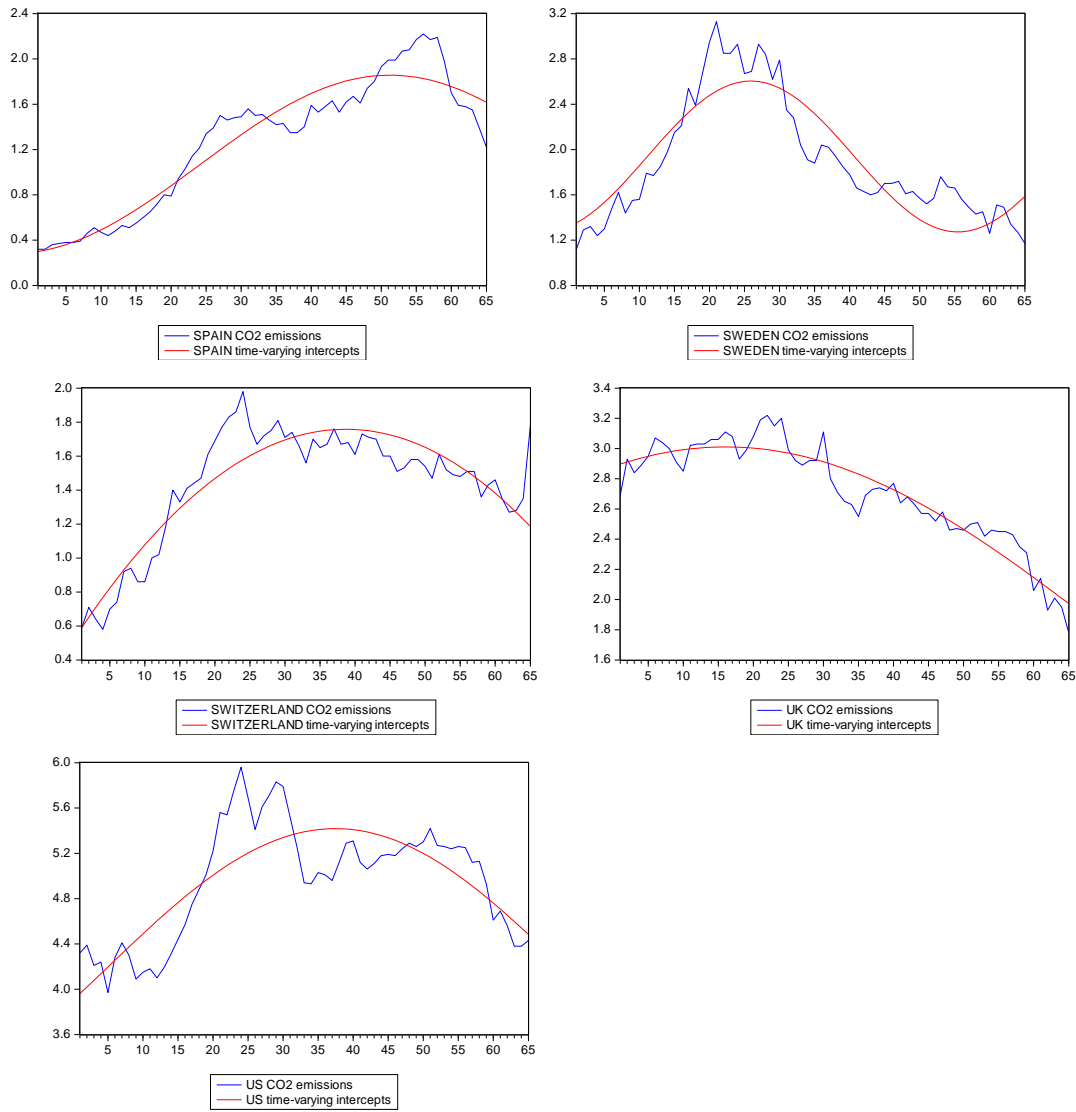 2.4
2.0
1.6
1.2
0.8
0.4
0.0
5 10 15 20 25 30 35 40 45 50 55 60 65
SPAIN CO2 emissions
SPAIN time-varying intercepts
3.2
2.8
2.4
2.0
1.6
1.2
0.8
5 10 15 20 25 30 35 40 45 50 55 60 65
SWEDEN CO2 emissions
SWEDEN time-varying intercepts
2.0
1.8
1.6
1.4
1.2
1.0
0.8
0.6
0.4
5 10 15 20 25 30 35 40 45 50 55 60 65
SWITZERLAND CO2 emissions
SWITZERLAND time-varying intercepts
3.4
3.2
3.0
2.8
2.6
2.4
2.2
2.0
1.8
1.6
5 10 15 20 25 30 35 40 45 50 55 60 65
UK CO2 emissions
UK time-varying intercepts
6.0
5.6
5.2
4.8
4.4
4.0
3.6
5 10 15 20 25 30 35 40 45 50 55 60 65
US CO2 emissions
US time-varying intercepts